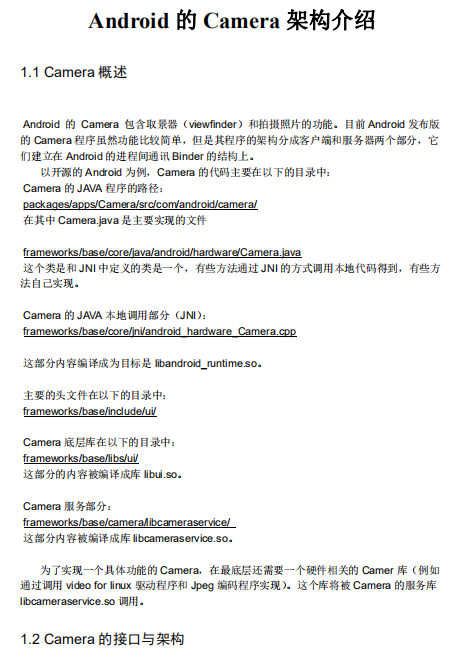 Android 的 Camera 架构介绍
1.1 Camera 概述
Android 的 Camera 包含取景器（viewfinder）和拍摄照片的功能。目前 Android 发布版
的 Camera 程序虽然功能比较简单，但是其程序的架构分成客户端和服务器两个部分，它
们建立在 Android 的进程间通讯 Binder 的结构上。
以开源的 Android 为例，Camera 的代码主要在以下的目录中：
Camera 的 JAVA 程序的路径：
packages/apps/Camera/src/com/android/camera/
在其中 Camera.java 是主要实现的文件
frameworks/base/core/java/android/hardware/Camera.java
这个类是和 JNI 中定义的类是一个，有些方法通过 JNI 的方式调用本地代码得到，有些方
法自己实现。
Camera 的 JAVA 本地调用部分（JNI）：
frameworks/base/core/jni/android_hardware_Camera.cpp
这部分内容编译成为目标是 libandroid_runtime.so。
主要的头文件在以下的目录中：
frameworks/base/include/ui/
Camera 底层库在以下的目录中：
frameworks/base/libs/ui/
这部分的内容被编译成库 libui.so。
Camera 服务部分：
frameworks/base/camera/libcameraservice/
这部分内容被编译成库 libcameraservice.so。
为了实现一个具体功能的 Camera，在最底层还需要一个硬件相关的 Camer 库（例如
通过调用 video for linux 驱动程序和 Jpeg 编码程序实现）。这个库将被 Camera 的服务库
libcameraservice.so 调用。
1.2 Camera 的接口与架构